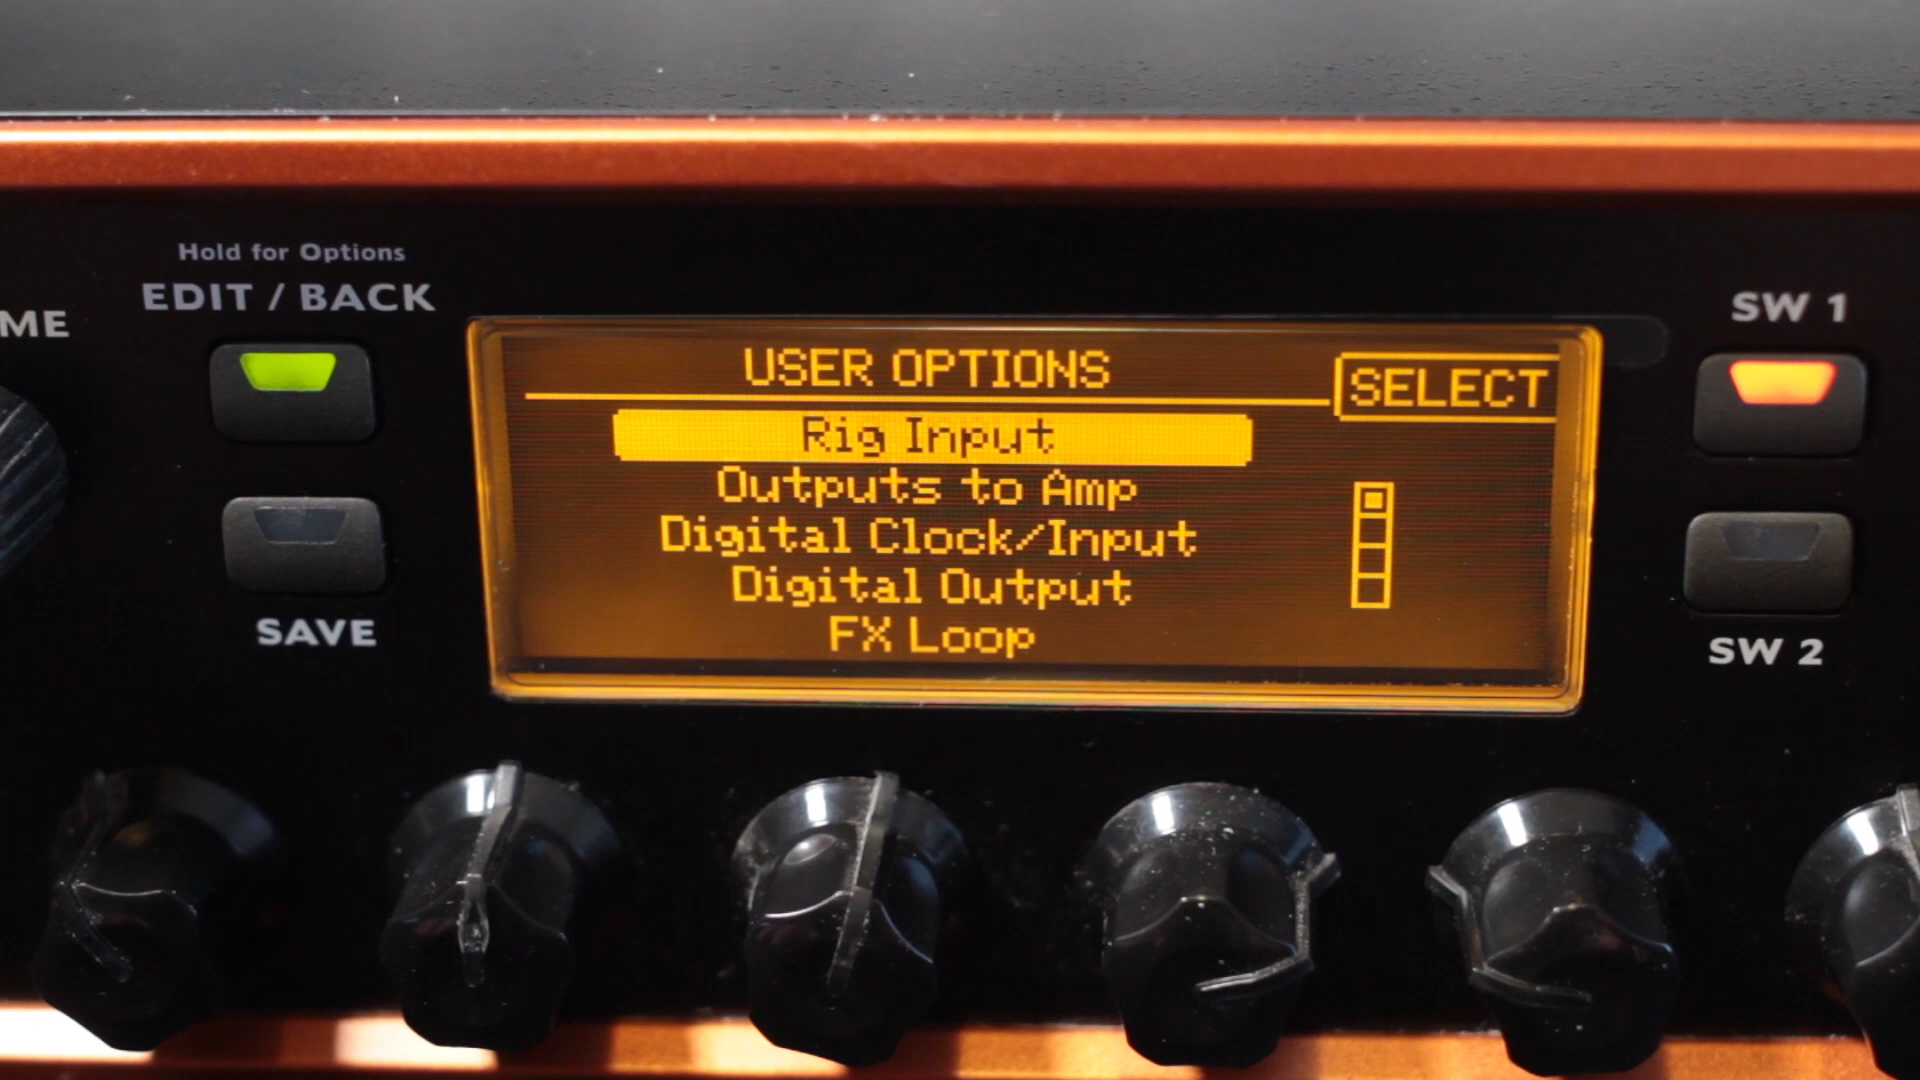 Hold for Options
EDIT / BACK
ME
SAVE
USER OPTIONS
SELECT
Rig Input
Outputs to Amp
Digital Clock/Input
Digital Output
FX Loop
SW 1
SW 2